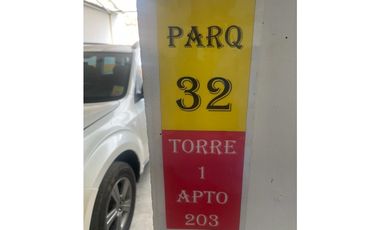 PARQ
32
TORRE
1
APTO
203